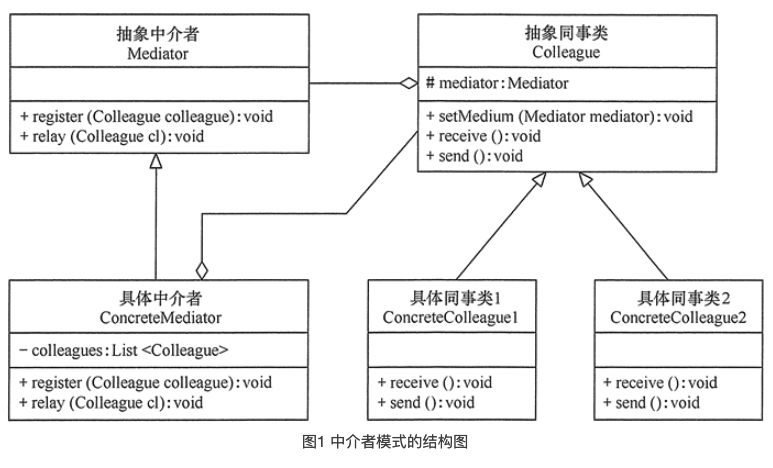 抽象中介者
Mediator
+ register (Colleague colleague): void
+ relay (Colleague cl): void
抽象同事类
Colleague
# mediator: Mediator
+ setMedium (Mediator mediator): void
+ receive (): void
+ send (): void
具体中介者
ConcreteMediator
− colleagues: List <Colleague>
+ register (Colleague colleague): void
+ relay (Colleague cl): void
具体同事类1
ConcreteColleague1
+ receive (): void
+ send (): void
具体同事类2
ConcreteColleague2
+ receive (): void
+ send (): void
图1 中介者模式的结构图